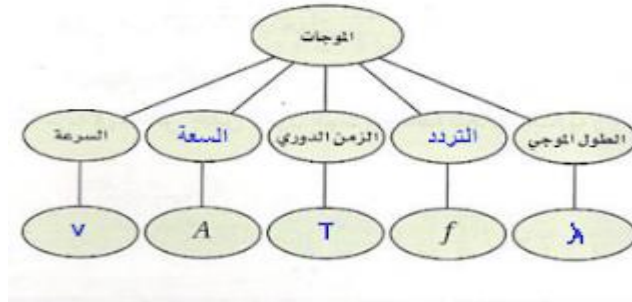 الموجات
الطول الموجي
التردد
الزمن الدوري
السعة
السرعة
λ
f
T
A
v